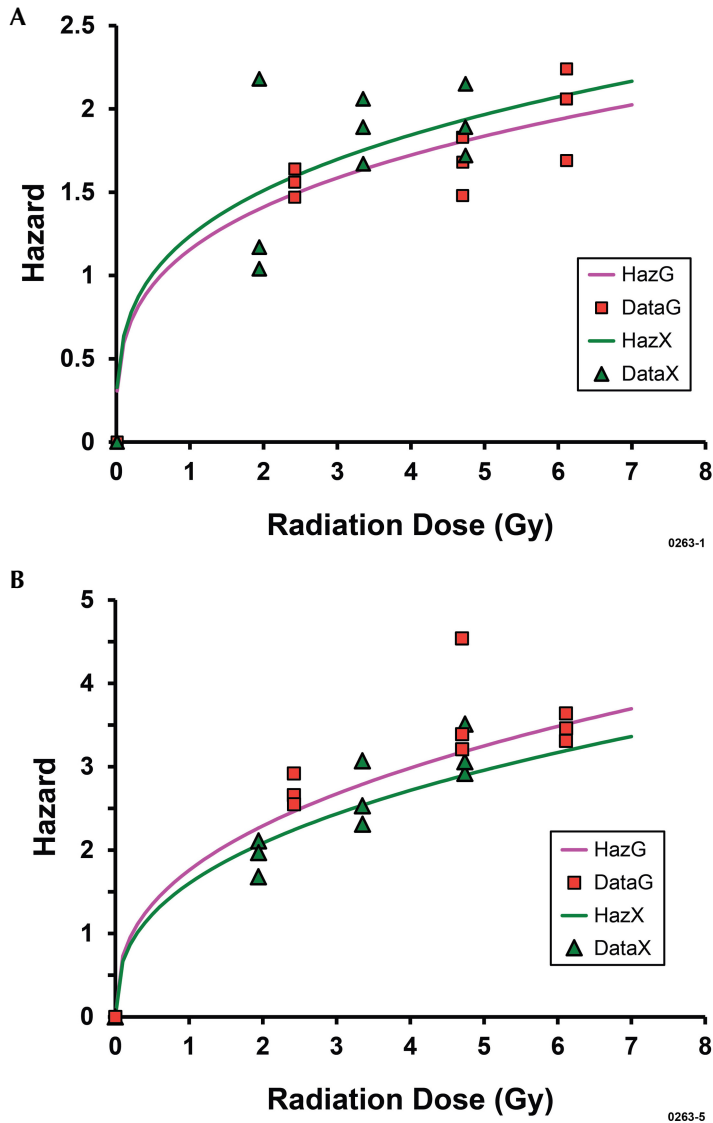 A
2.5
2
1.5
1
0.5
0
Hazard
HazG
DataG
HazX
DataX
0 1 2 3 4 5 6 7 8
Radiation Dose (Gy)
0263-1
B
5
4
3
2
1
0
Hazard
HazG
DataG
HazX
DataX
0 1 2 3 4 5 6 7 8
Radiation Dose (Gy)
0263-5